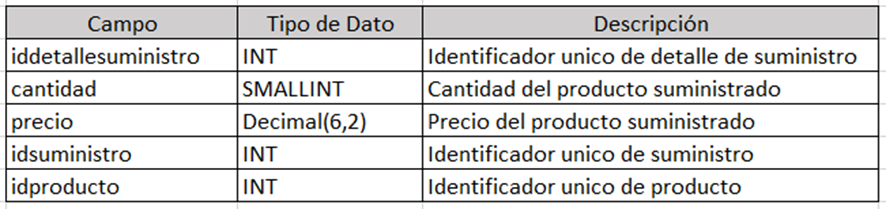 Campo Tipo de Dato Descripción
iddetallesuministro INT Identificador unico de detalle de suministro
cantidad SMALLINT Cantidad del producto suministrado
precio Decimal(6,2) Precio del producto suministrado
idsuministro INT Identificador unico de suministro
idproducto INT Identificador unico de producto